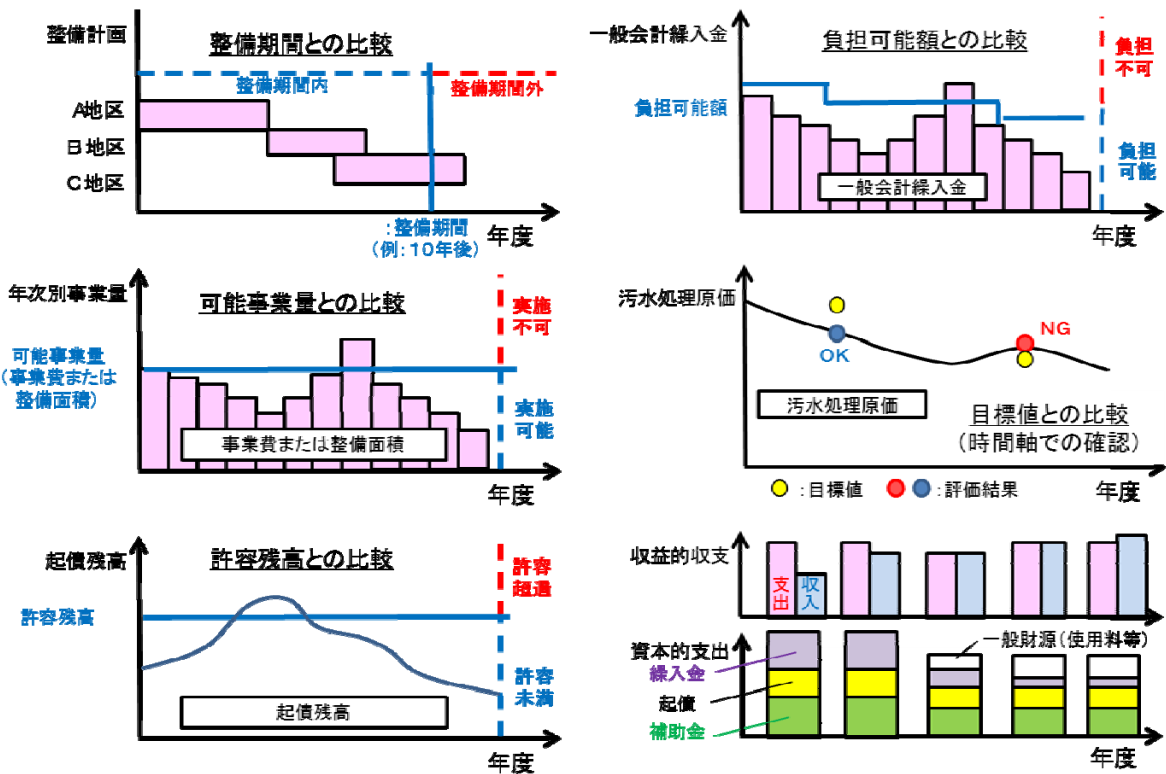 整備計画
整備期間との比較
整備期間内
整備期間外
A地区
B地区
C地区
:整備期間
(例:10年後)
年度
一般会計繰入金
負担可能額との比較
負担
不可
負担可能額
負担
可能
一般会計繰入金
年度
年次別事業量
可能事業量との比較
実施
不可
可能事業量
(事業費または
整備面積)
実施
可能
事業費または整備面積
年度
汚水処理原価
OK
NG
汚水処理原価
目標値との比較
(時間軸での確認)
:目標値
:評価結果
年度
起債残高
許容残高との比較
許容
超過
許容残高
許容
未満
起債残高
年度
収益的収支
支出
収入
資本的支出
一般財源(使用料等)
繰入金
起債
補助金
年度